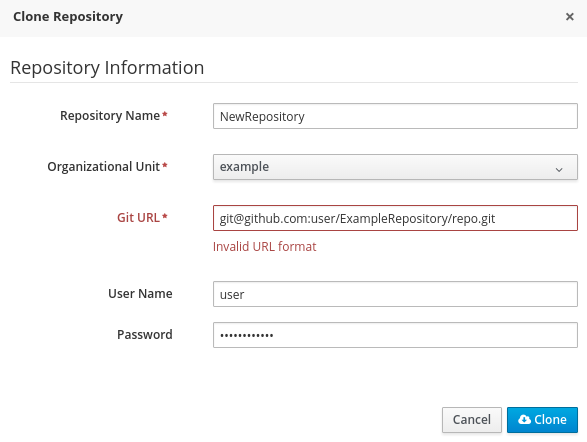 Clone Repository ×
Repository Information
Repository Name* NewRepository
Organizational Unit* example
Git URL* git@github.com:user/ExampleRepository/repo.git
Invalid URL format
User Name user
Password ••••••••••••
Cancel Clone